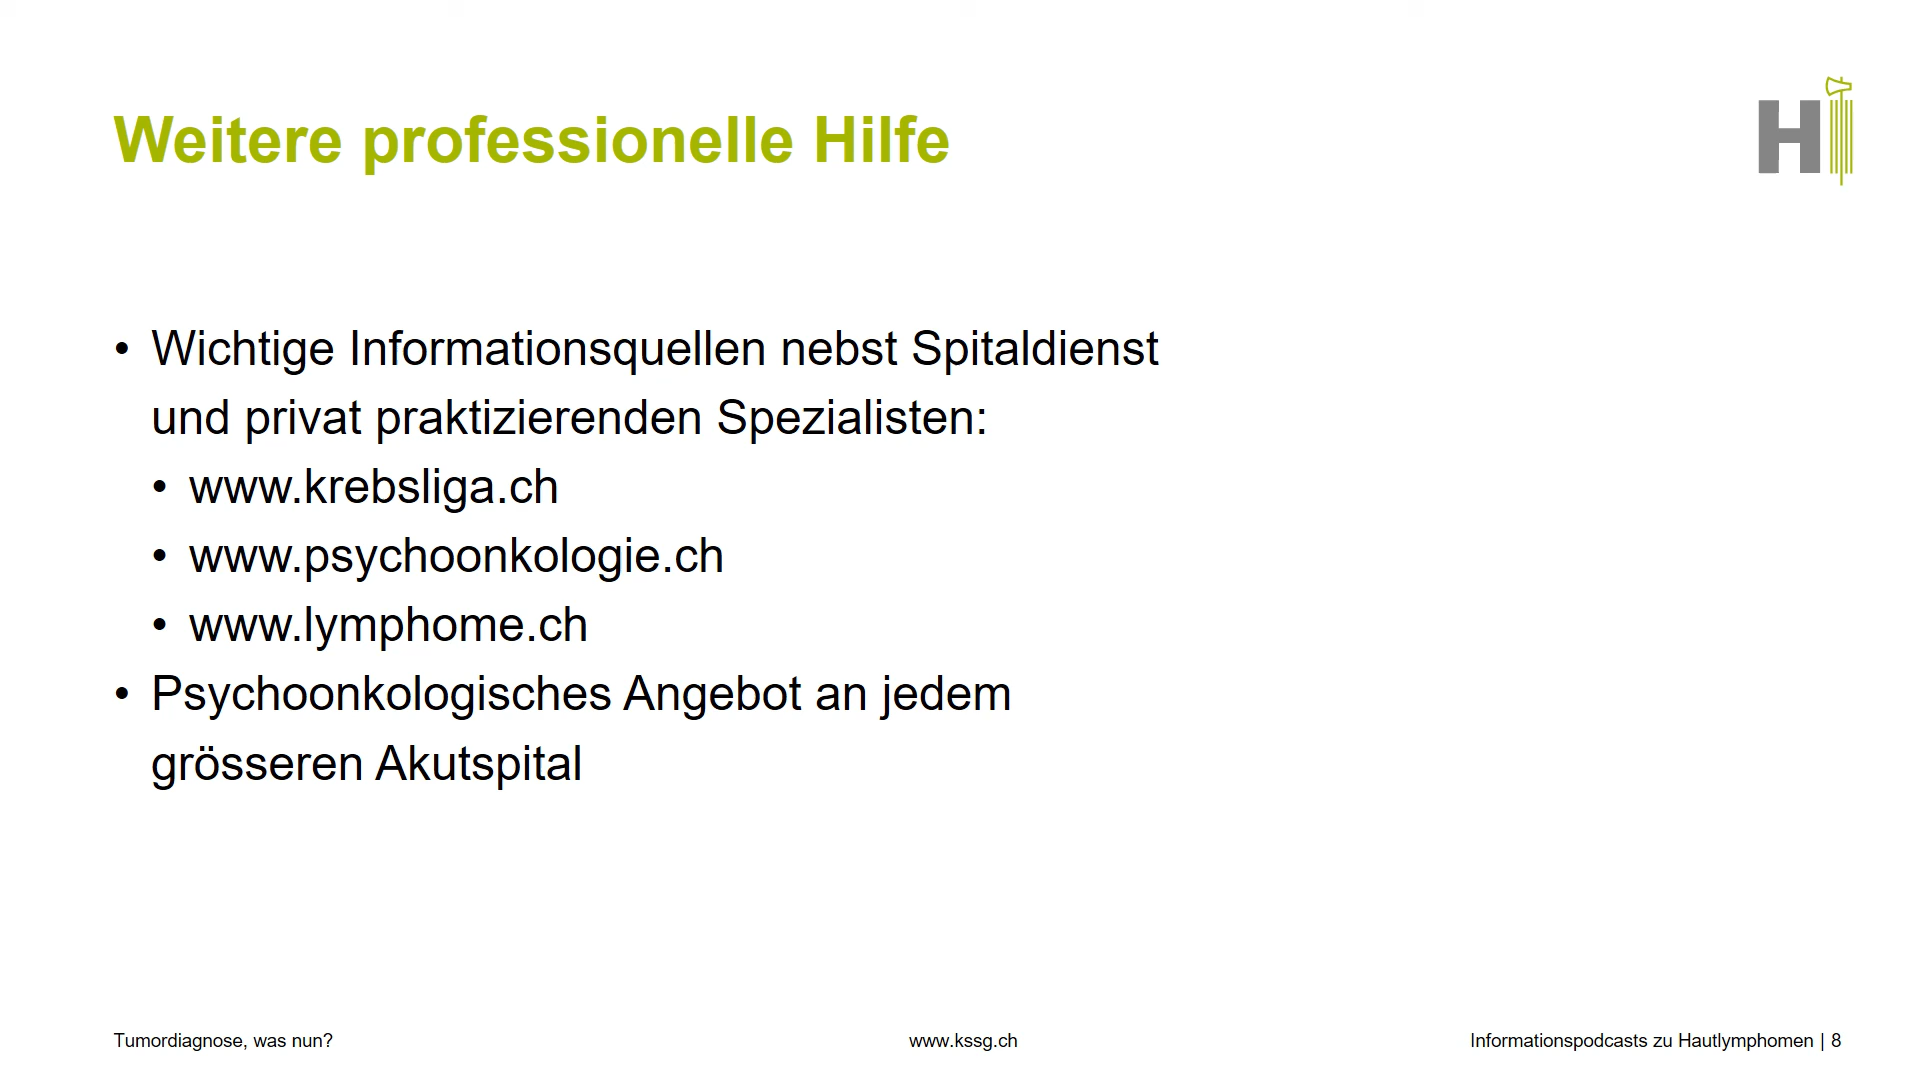 Weitere professionelle Hilfe
H
• Wichtige Informationsquellen nebst Spitaldienst
und privat praktizierenden Spezialisten:
• www.krebsliga.ch
• www.psychoonkologie.ch
• www.lymphome.ch
• Psychoonkologisches Angebot an jedem
grösseren Akutspital
Tumordiagnose, was nun?
www.kssg.ch
Informationspodcasts zu Hautlymphomen | 8